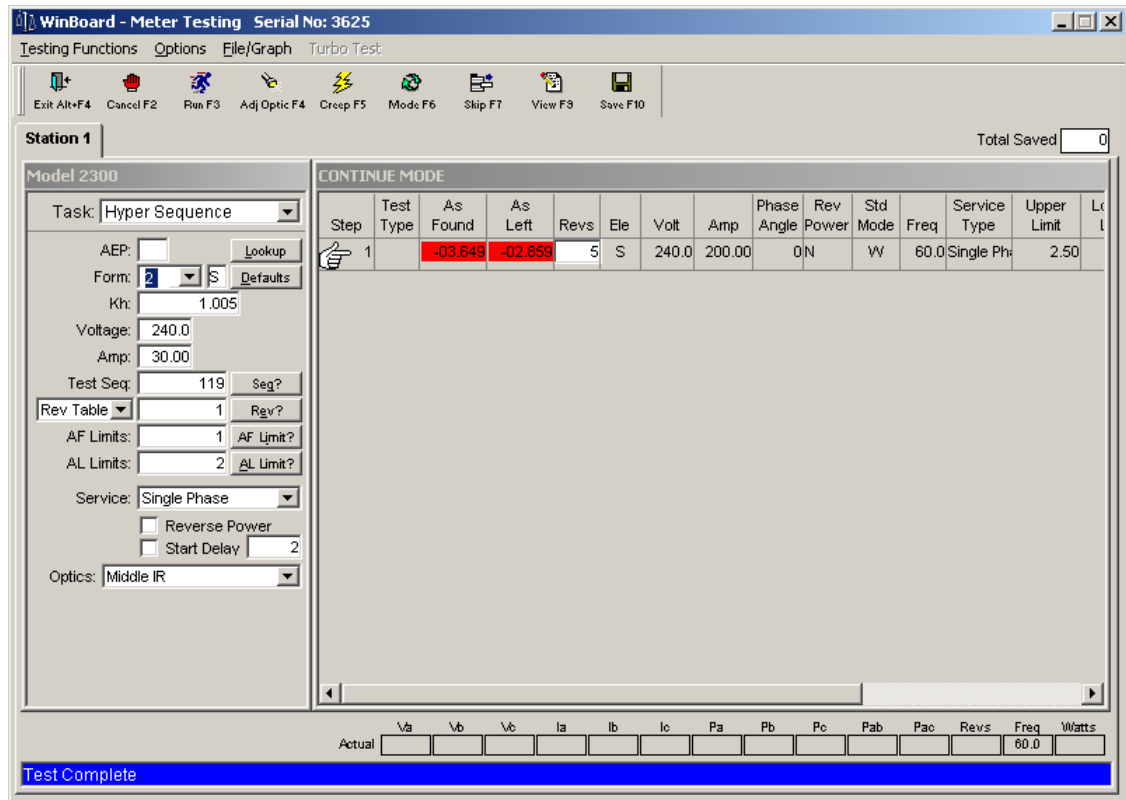 WinBoard - Meter Testing Serial No: 3625
Testing Functions Options File/Graph Turbo Test
Exit Alt+F4 Cancel F2 Run F3 Adj Optic F4 Creep F5 Mode F6 Skip F7 View F9 Save F10
Station 1
Total Saved 0
Model 2300
Task: Hyper Sequence
AEP: Lookup
Form: 2 S Defaults
Kh: 1.005
Voltage: 240.0
Amp: 30.00
Test Seq: 119 Seq?
Rev Table 1 Rev?
AF Limits: 1 AF Limit?
AL Limits: 2 AL Limit?
Service: Single Phase
Reverse Power
Start Delay 2
Optics: Middle IR
CONTINUE MODE
Step Test Type As Found As Left Revs Ele Volt Amp Phase Angle Rev Power Std Mode Freq Service Type Upper Limit
1 -03.649 -02.859 5 S 240.0 200.00 0 N W 60.0 Single Pha 2.50
Va Vb Vc Ia Ib Ic Pa Pb Pc Pab Pac Revs Freq Watts
Actual 60.0
Test Complete